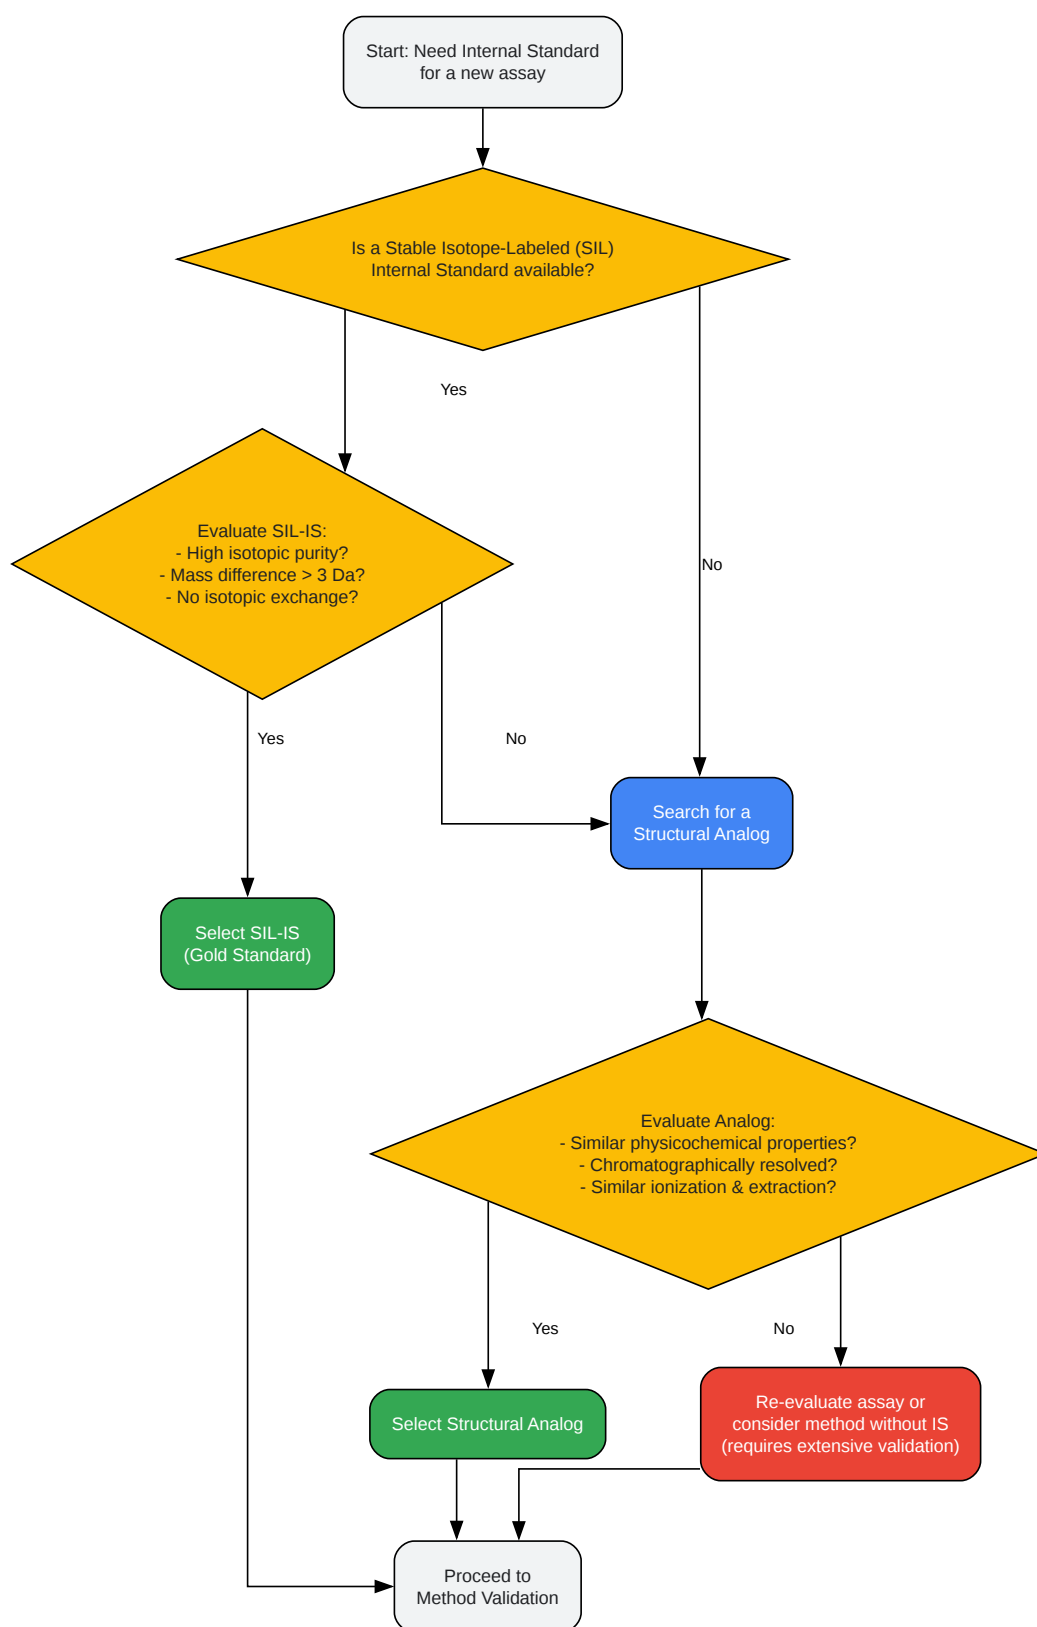 Start: Need Internal Standard
for a new assay
Is a Stable Isotope-Labeled (SIL)
Internal Standard available?
Yes
Evaluate SIL-IS:
- High isotopic purity?
- Mass difference > 3 Da?
- No isotopic exchange?
No
Yes
No
Search for a
Structural Analog
Select SIL-IS
(Gold Standard)
Evaluate Analog:
- Similar physicochemical properties?
- Chromatographically resolved?
- Similar ionization & extraction?
Yes
No
Select Structural Analog
Re-evaluate assay or
consider method without IS
(requires extensive validation)
Proceed to
Method Validation